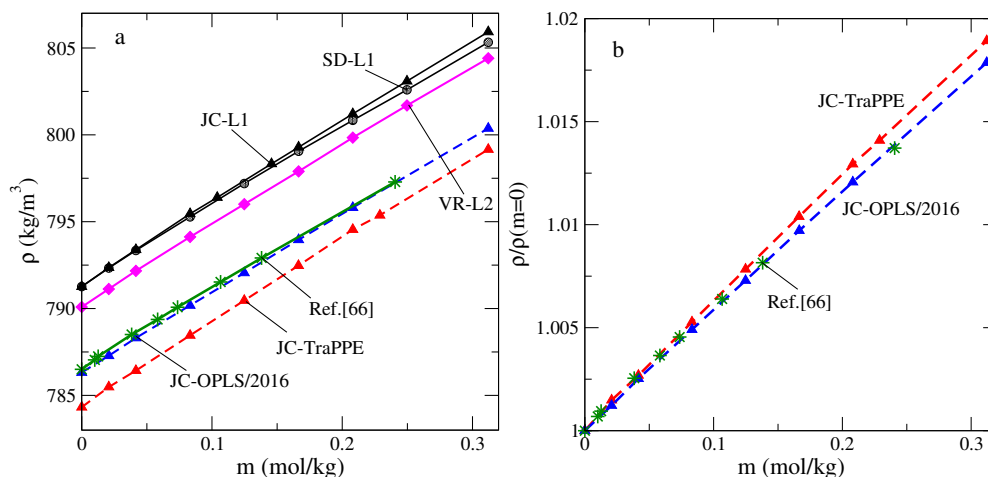 a
805
800
795
790
785
ρ (kg/m³)
SD-L1
JC-L1
VR-L2
Ref.[66]
JC-TraPPE
JC-OPLS/2016
0
0.1
0.2
0.3
m (mol/kg)
b
1.02
1.015
1.01
1.005
1
ρ/ρ(m=0)
JC-TraPPE
JC-OPLS/2016
Ref.[66]
0
0.1
0.2
0.3
m (mol/kg)